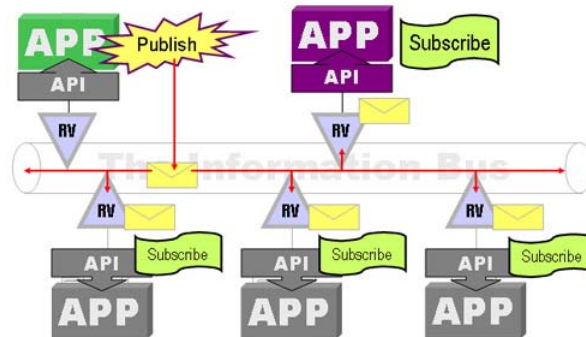 APP
Publish
API
RV
APP
Subscribe
API
RV
The Information Bus
RV
Subscribe
API
APP
RV
Subscribe
API
APP
RV
Subscribe
API
APP